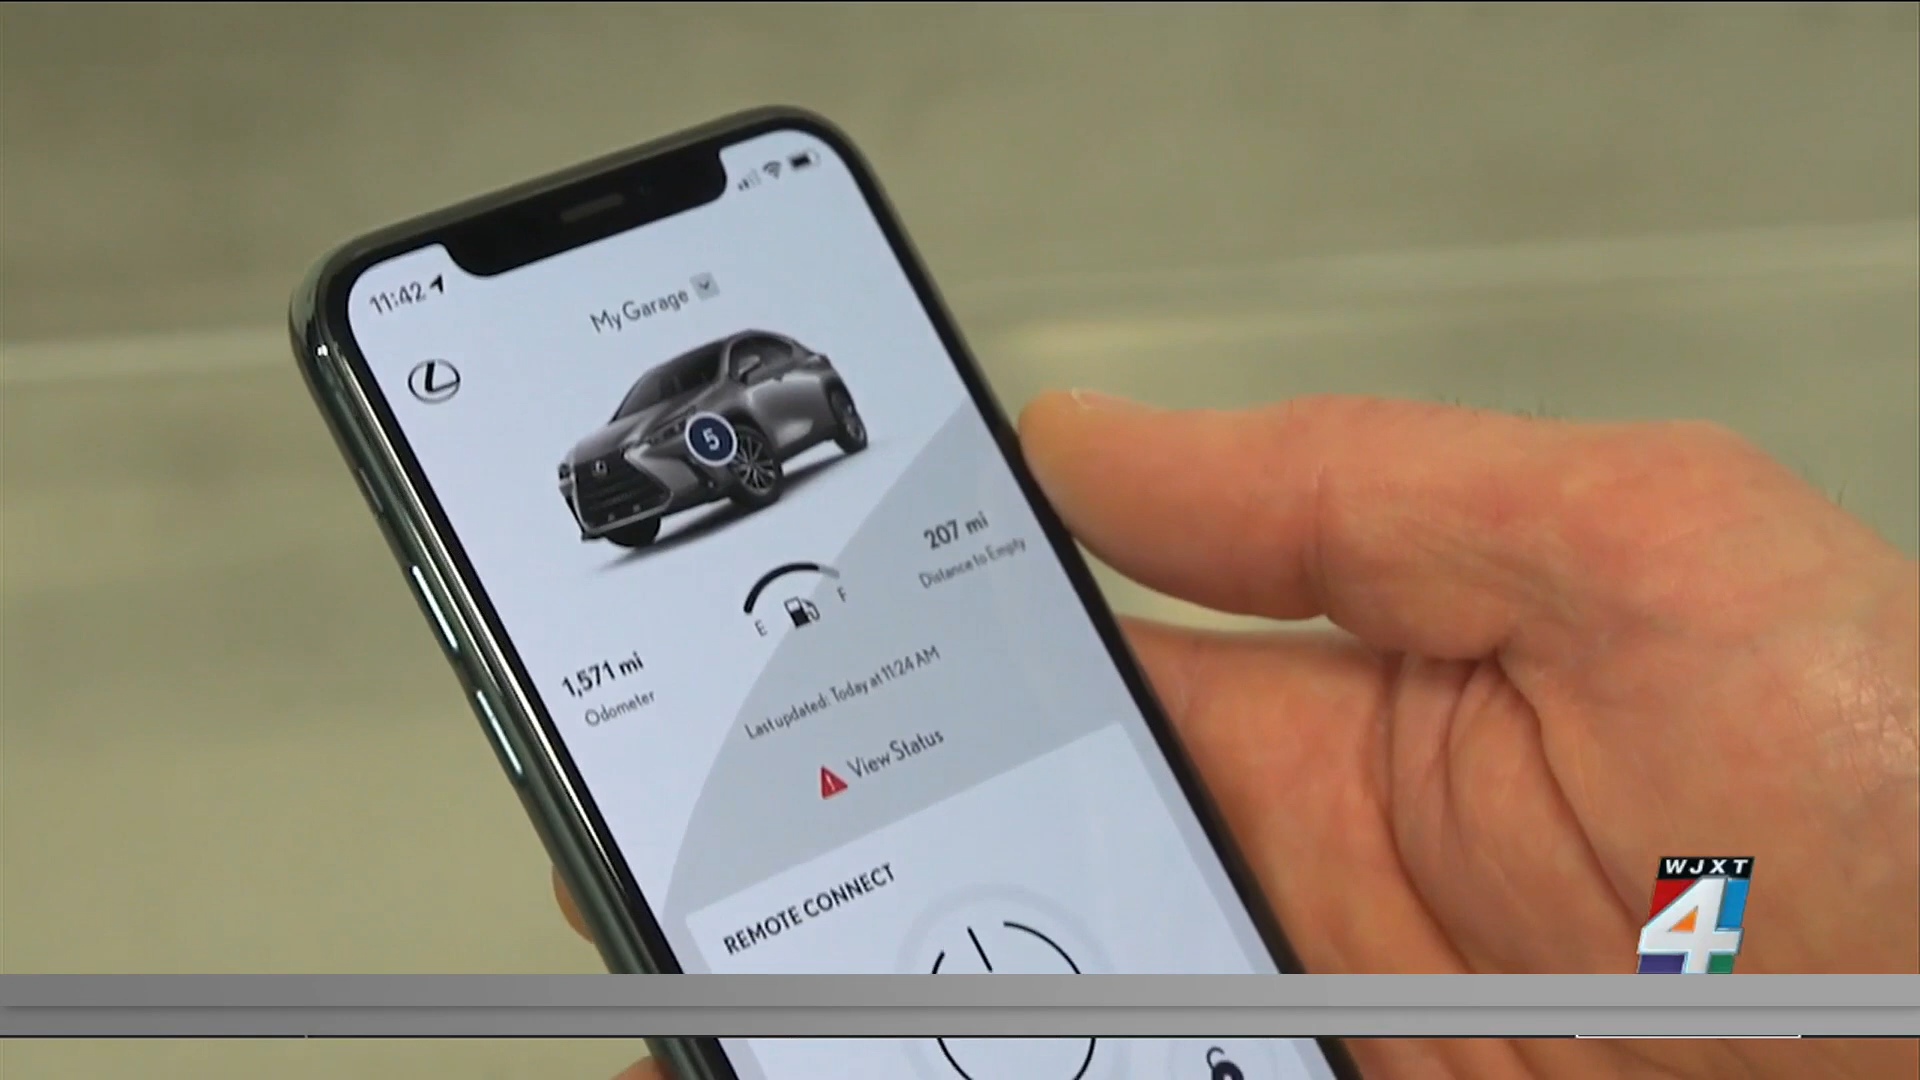 11:42
My Garage
L
5
207 mi
Distance to Empty
E
F
1,571 mi
Odometer
Last updated: Today at 11:24 AM
View Status
REMOTE CONNECT
WJXT
4